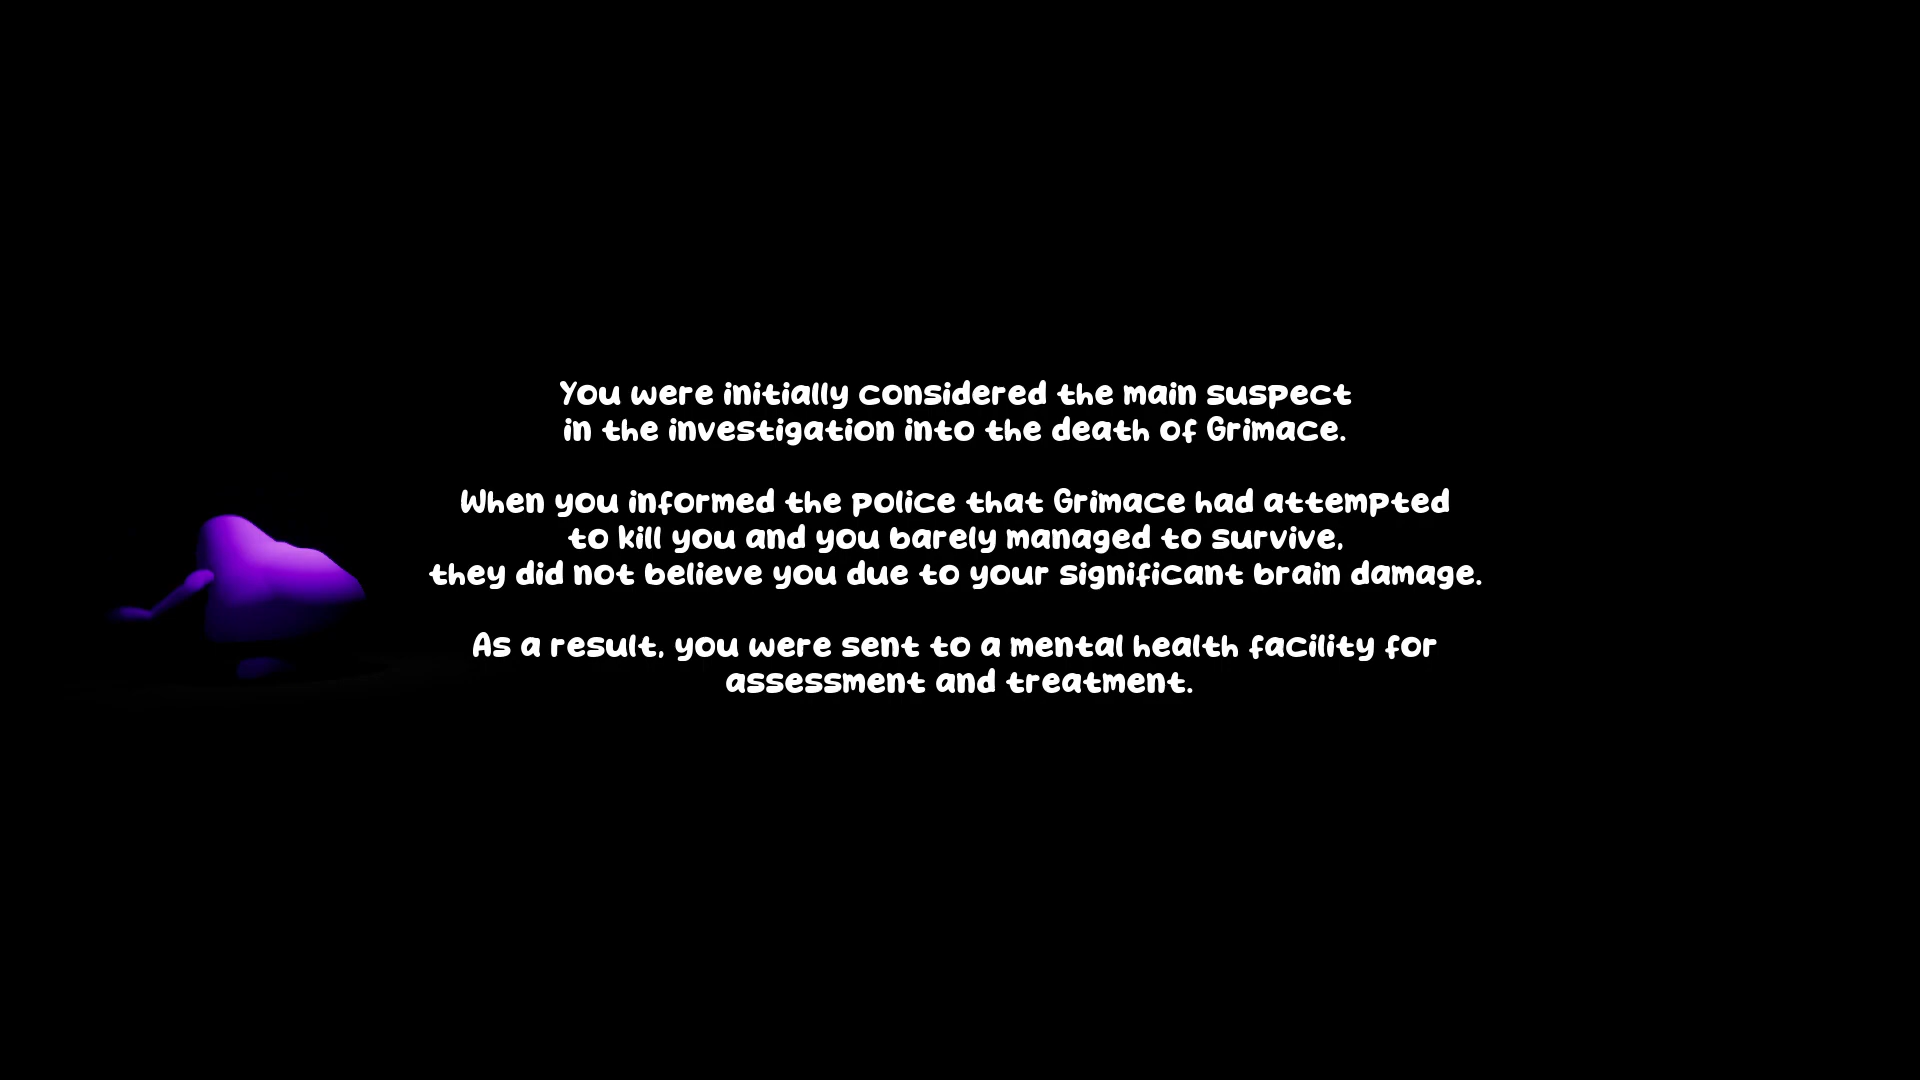 You were initially considered the main suspect
in the investigation into the death of Grimace.
When you informed the police that Grimace had attempted
to kill you and you barely managed to survive,
they did not believe you due to your significant brain damage.
As a result, you were sent to a mental health facility for
assessment and treatment.